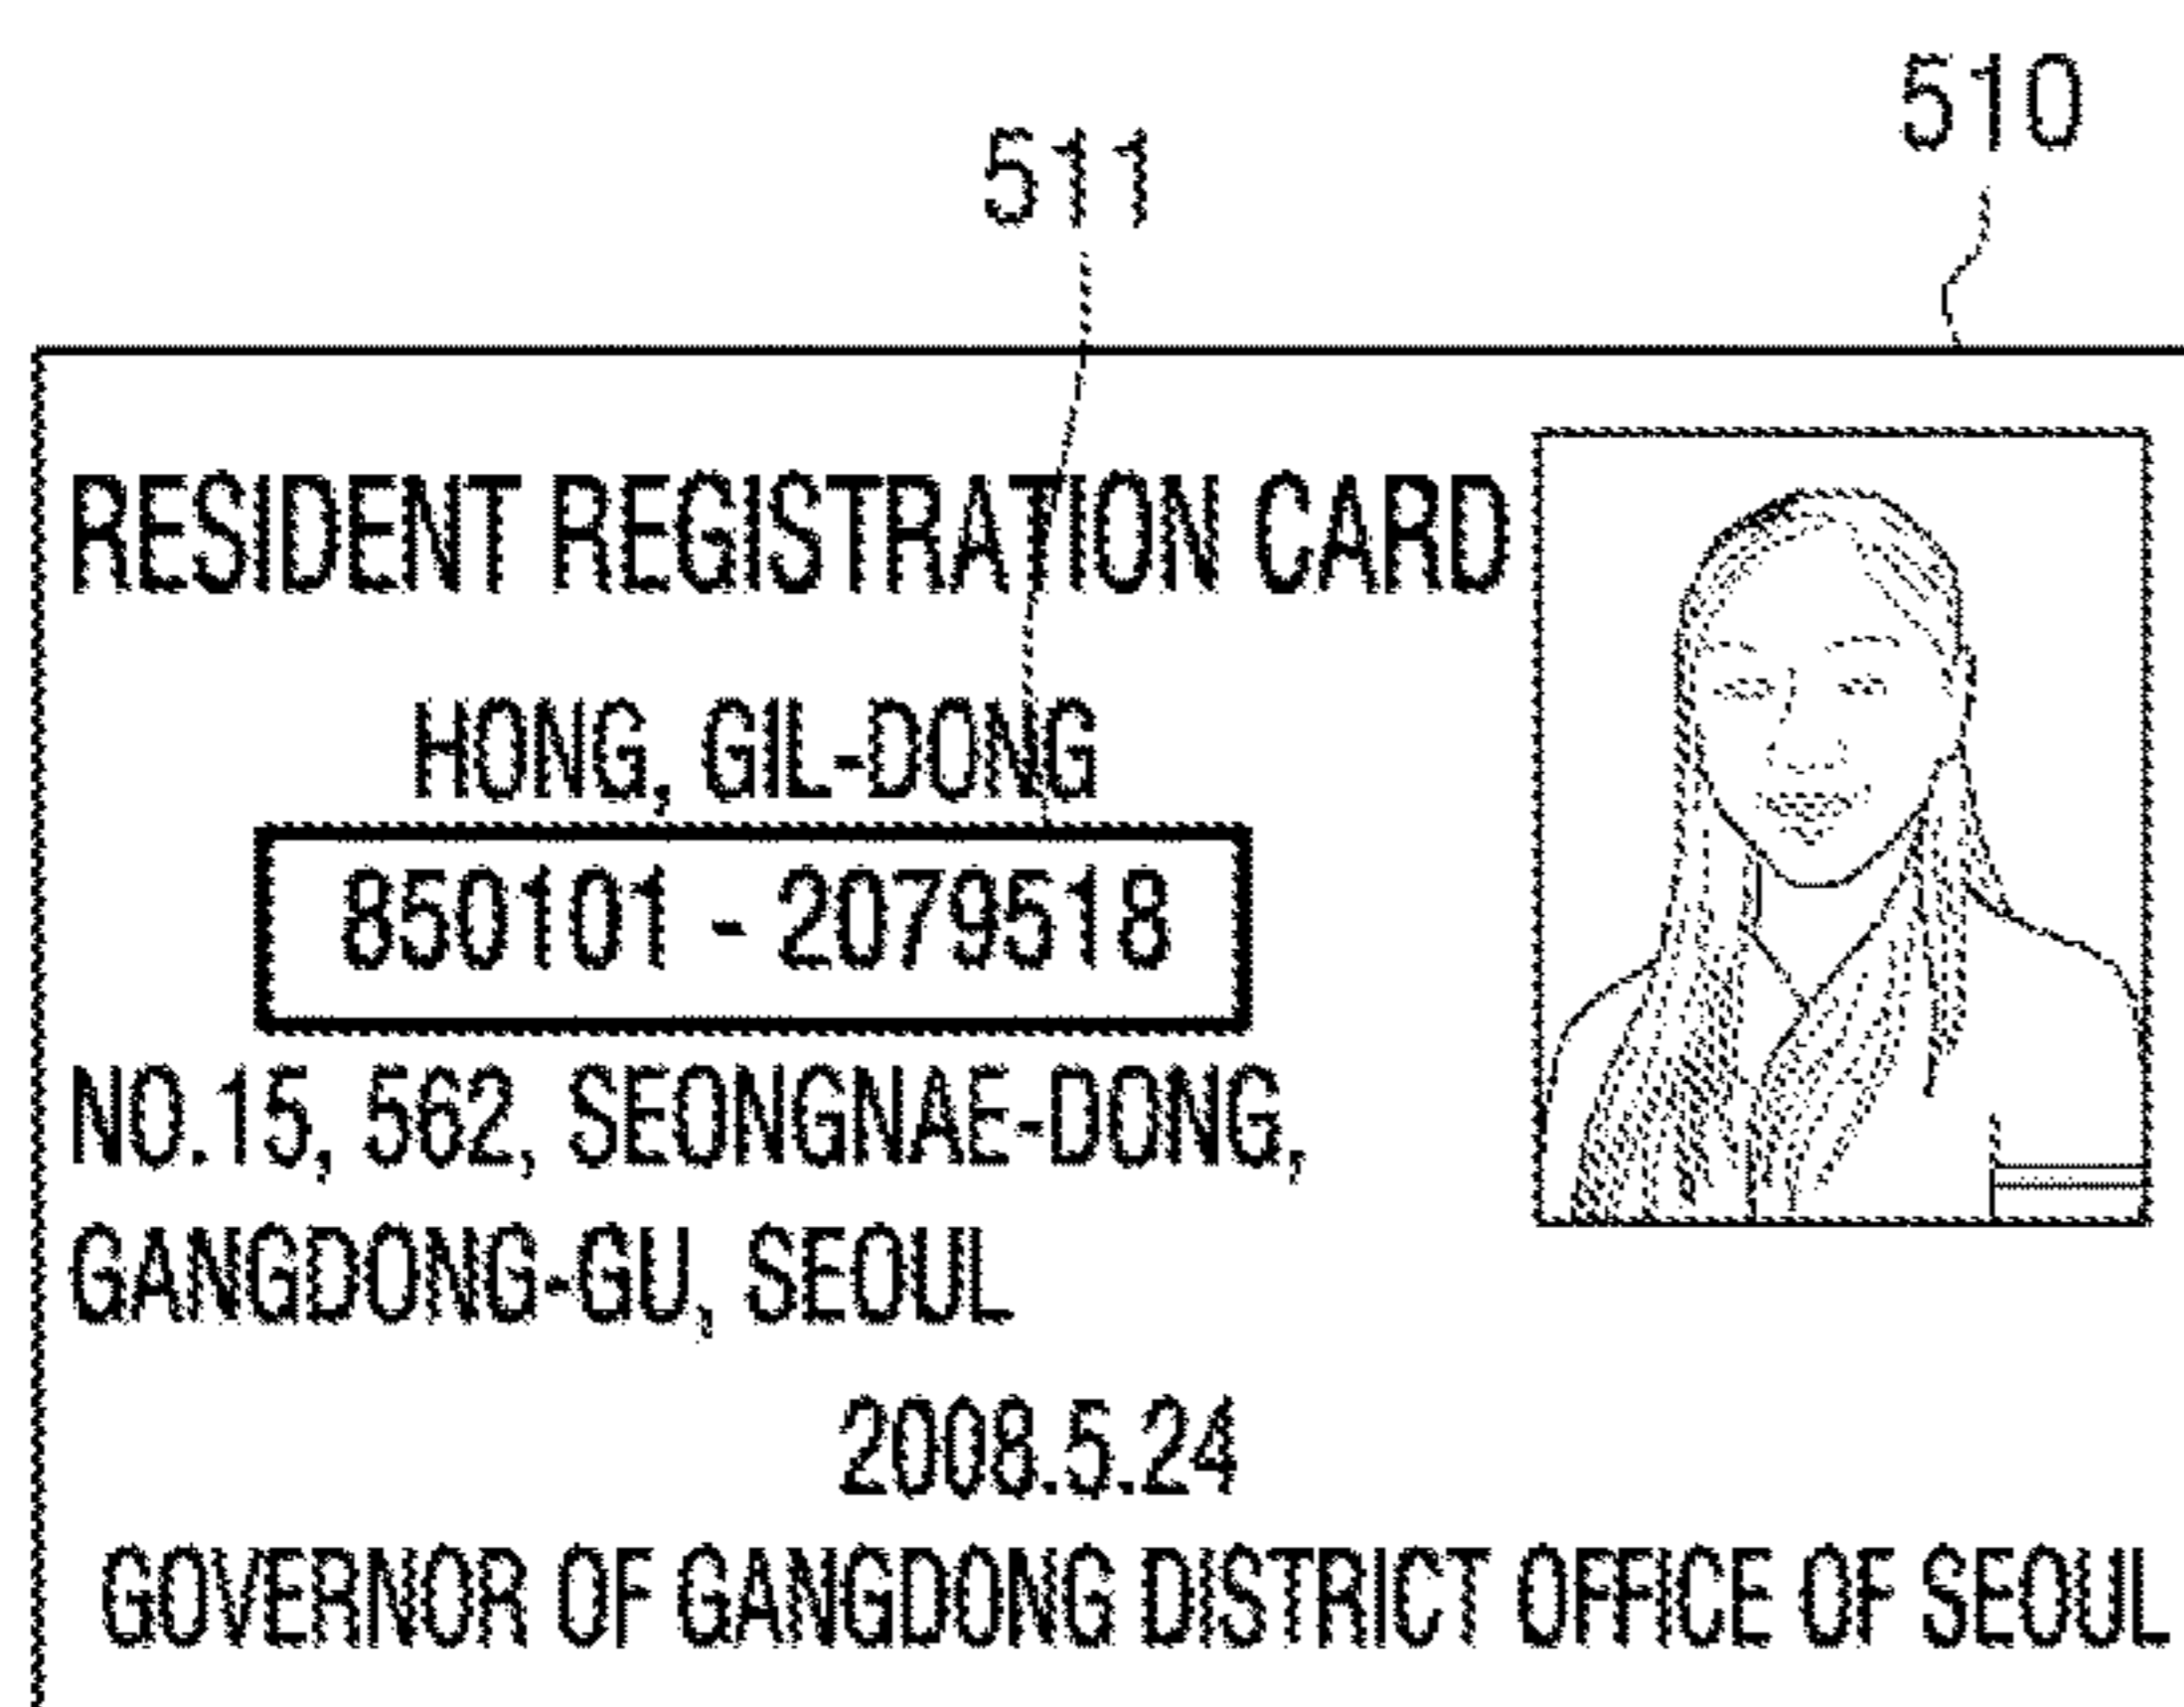 510
511
RESIDENT REGISTRATION CARD
HONG, GIL-DONG
850101 - 2079518
NO.15, 562, SEONGNAE-DONG,
GANGDONG-GU, SEOUL
2008.5.24
GOVERNOR OF GANGDONG DISTRICT OFFICE OF SEOUL